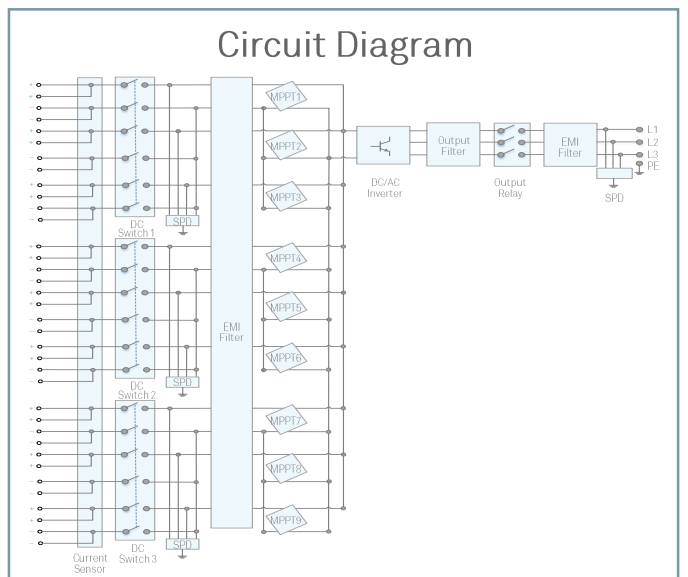 Circuit Diagram
MPPT1
MPPT2
MPPT3
SPD
DC
Switch 1
MPPT4
MPPT5
MPPT6
EMI
Filter
SPD
DC
Switch 2
MPPT7
MPPT8
MPPT9
SPD
DC
Switch 3
Current
Sensor
DC/AC
Inverter
Output
Filter
Output
Relay
EMI
Filter
L1
L2
L3
PE
SPD